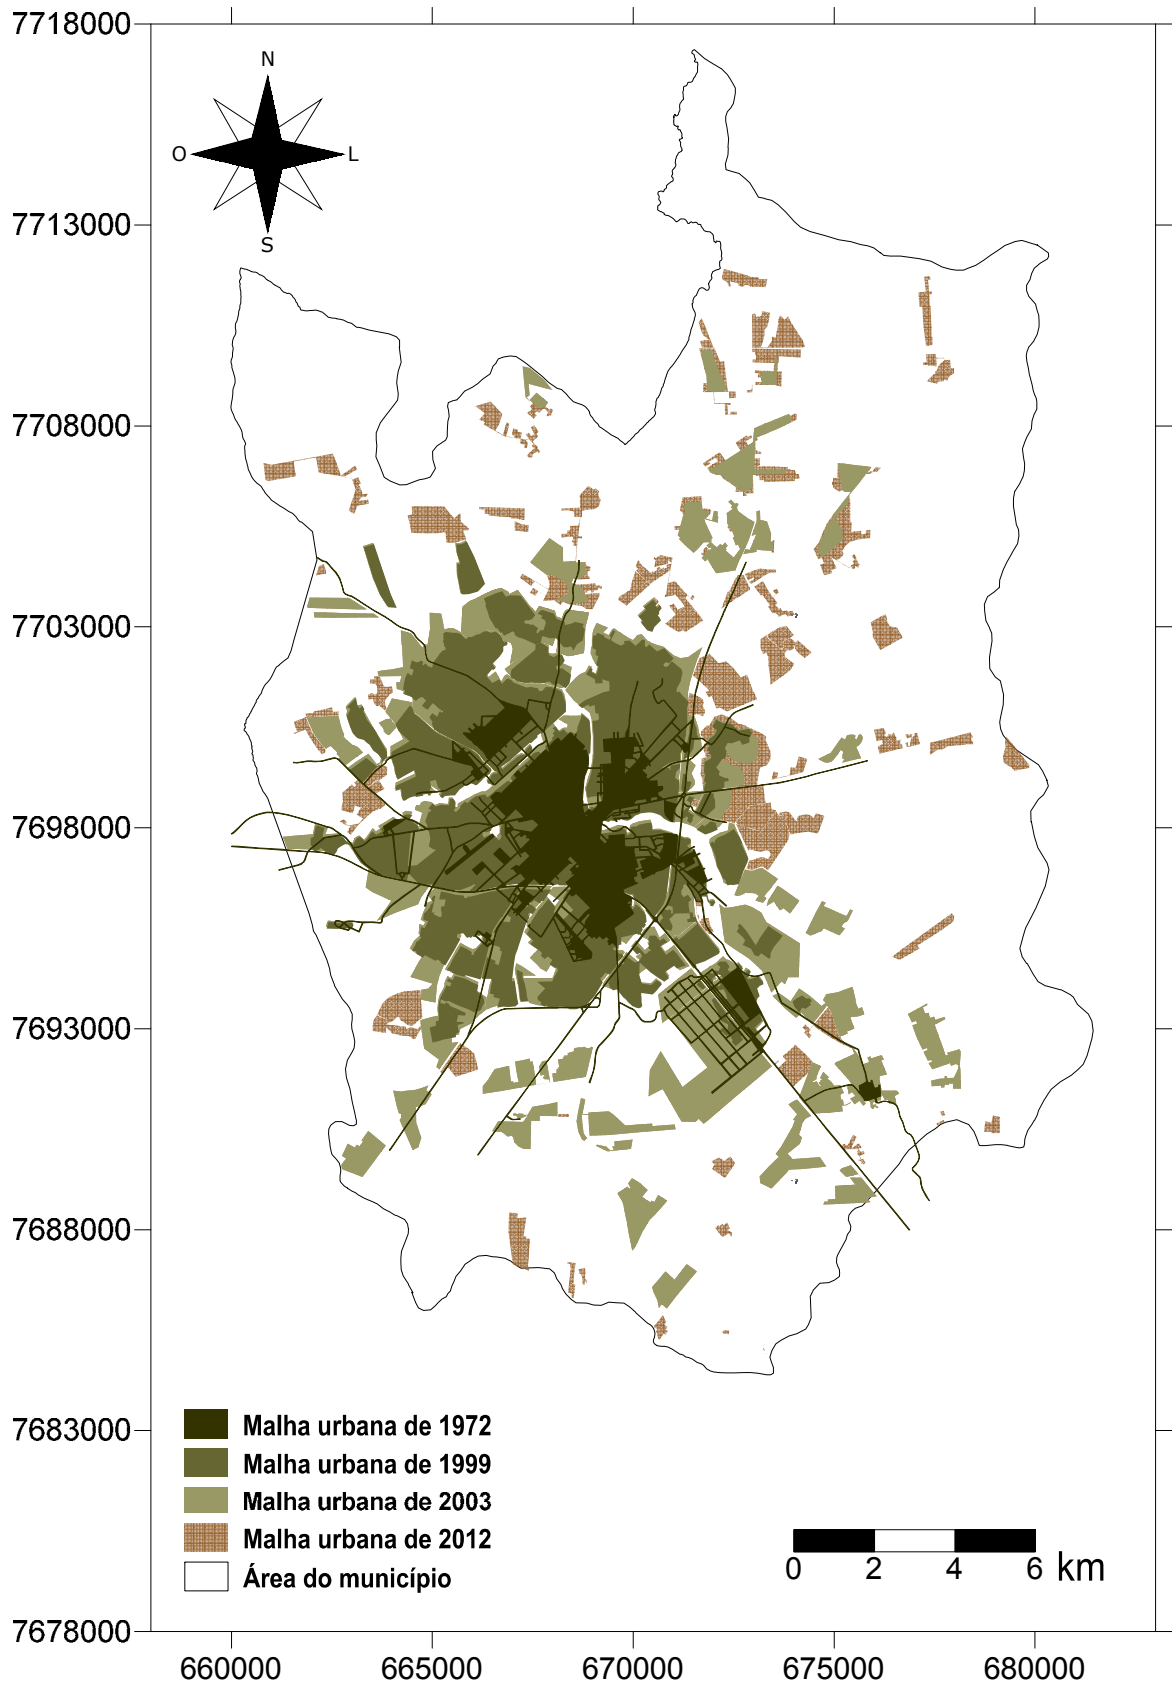 7718000
N
O
L
S
7713000
7708000
7703000
7698000
7693000
7688000
7683000
7678000
Malha urbana de 1972
Malha urbana de 1999
Malha urbana de 2003
Malha urbana de 2012
Área do município
0 2 4 6 km
660000 665000 670000 675000 680000